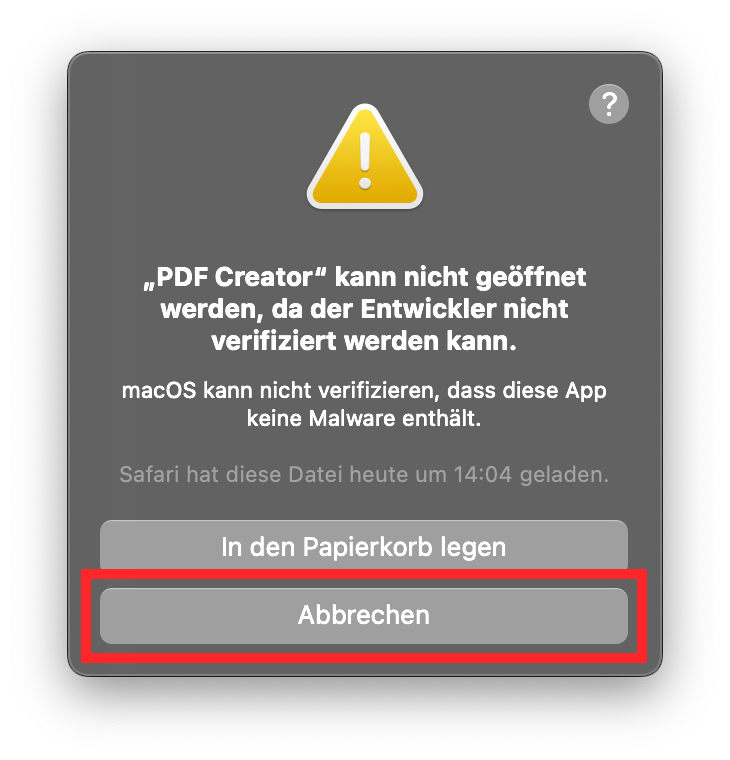 ?
„PDF Creator“ kann nicht geöffnet
werden, da der Entwickler nicht
verifiziert werden kann.
macOS kann nicht verifizieren, dass diese App
keine Malware enthält.
Safari hat diese Datei heute um 14:04 geladen.
In den Papierkorb legen
Abbrechen